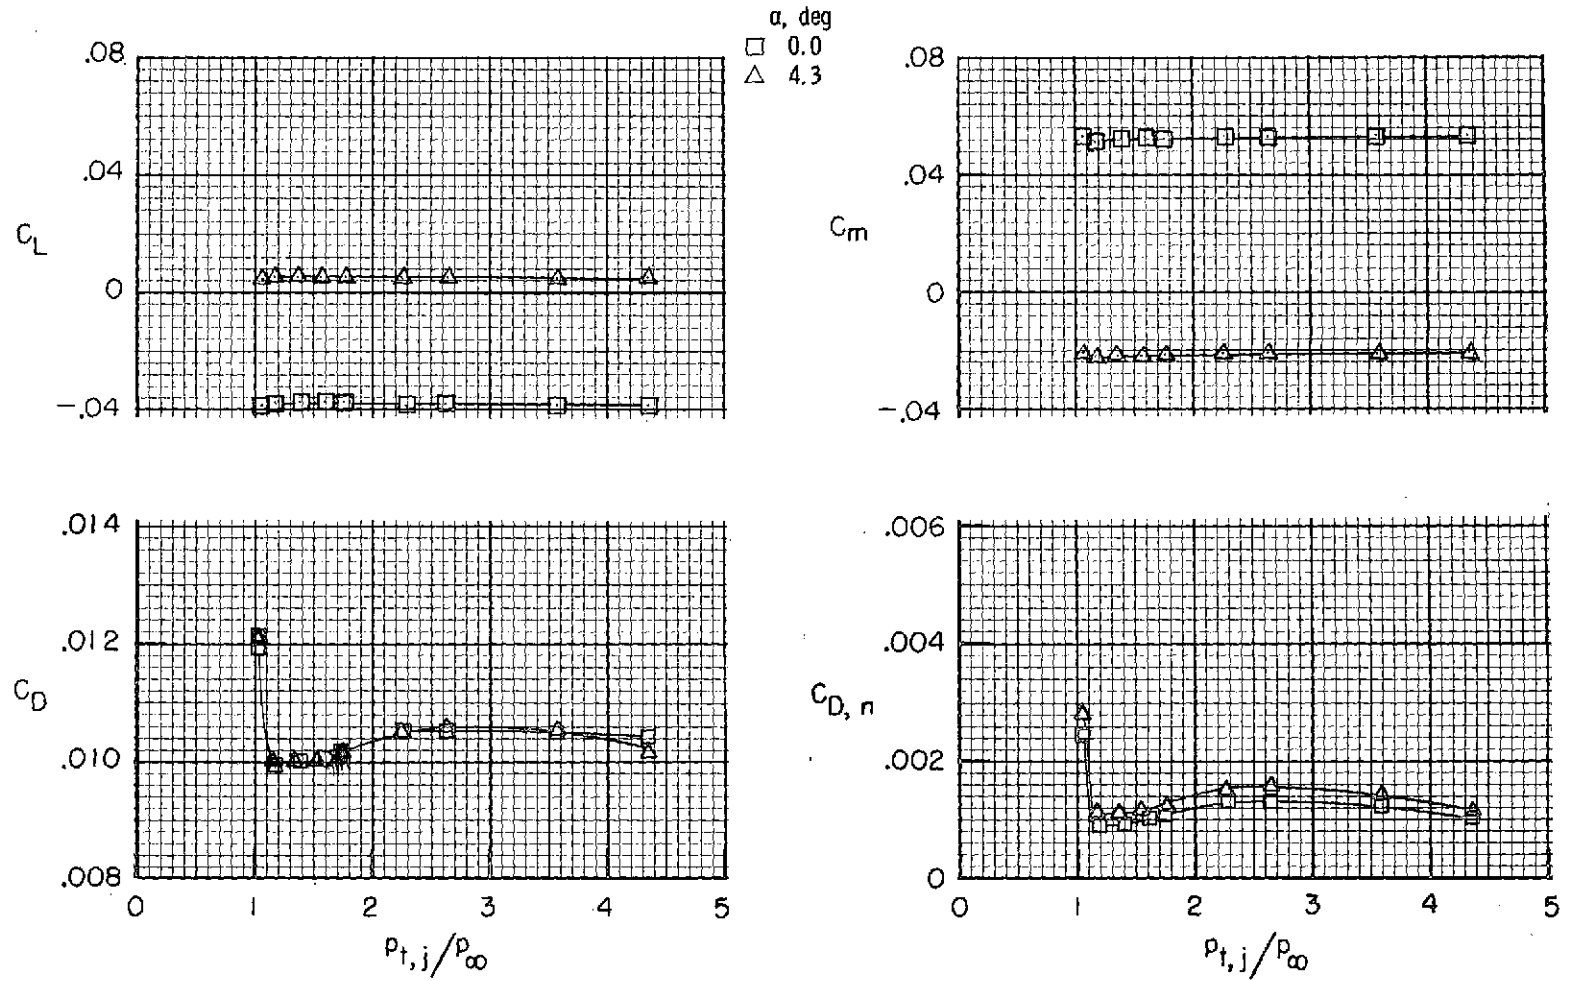 α, deg
0.0
4.3
.08
.04
C_L
0
-.04
.08
.04
C_m
0
-.04
.014
.012
C_D
.010
.008
0 1 2 3 4 5
p_t,j/p_∞
.006
.004
C_D,n
.002
0
0 1 2 3 4 5
p_t,j/p_∞